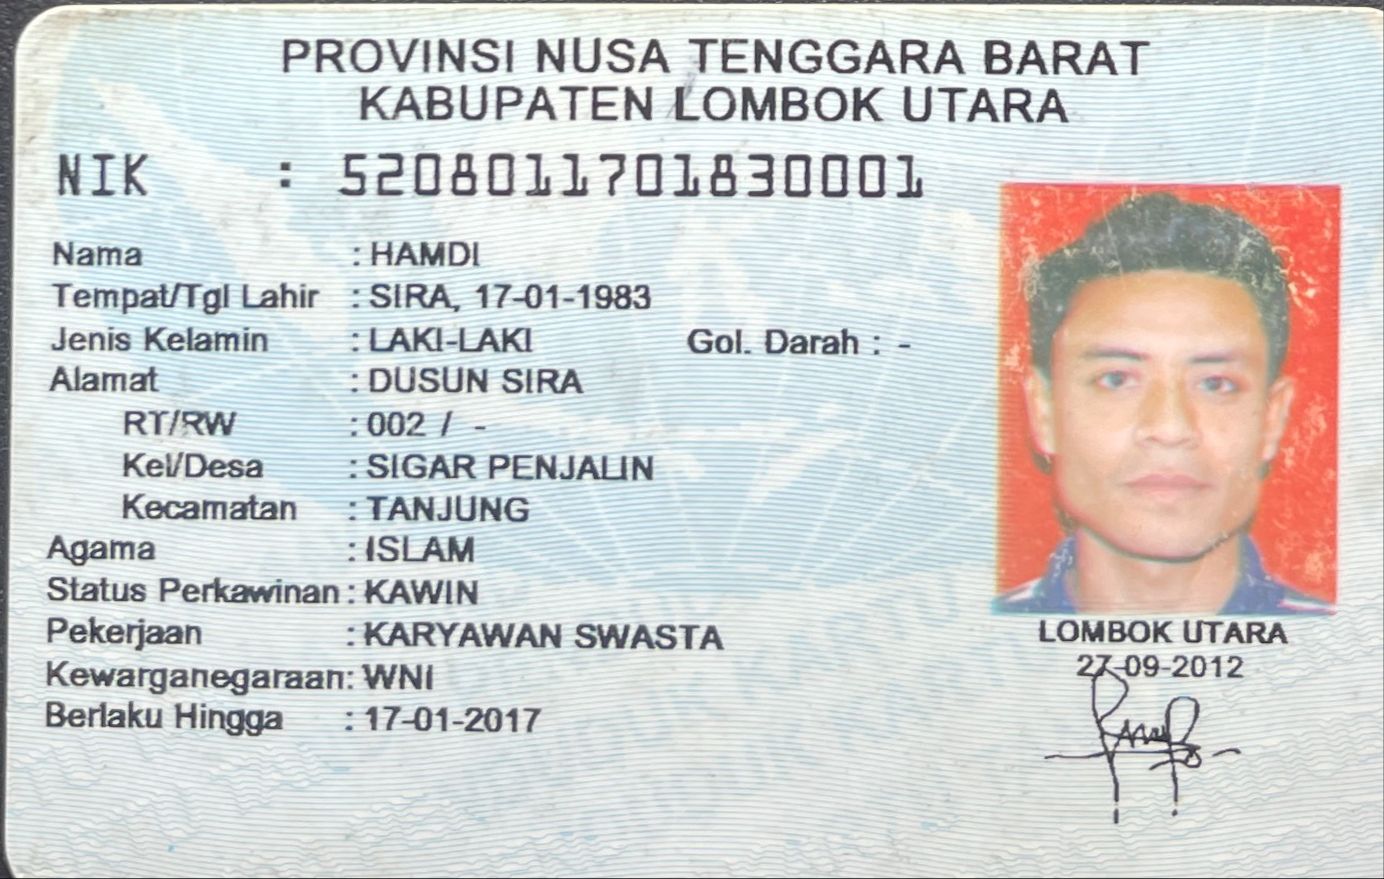 PROVINSI NUSA TENGGARA BARAT
KABUPATEN LOMBOK UTARA
NIK : 5208011701830001
Nama : HAMDI
Tempat/Tgl Lahir : SIRA, 17-01-1983
Jenis Kelamin : LAKI-LAKI Gol. Darah : -
Alamat : DUSUN SIRA
RT/RW : 002 / -
Kel/Desa : SIGAR PENJALIN
Kecamatan : TANJUNG
Agama : ISLAM
Status Perkawinan : KAWIN
Pekerjaan : KARYAWAN SWASTA
Kewarganegaraan : WNI
Berlaku Hingga : 17-01-2017
LOMBOK UTARA
27-09-2012